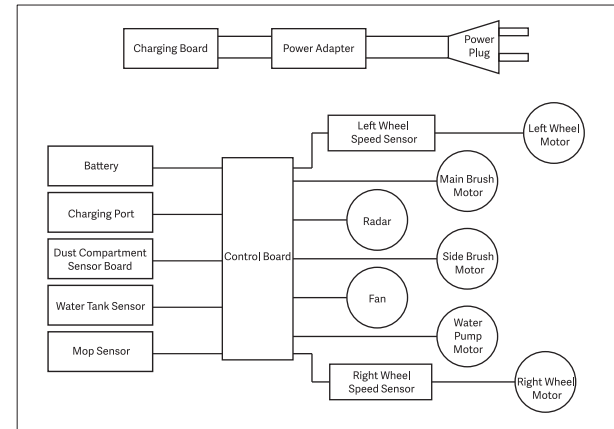 Charging Board
Power Adapter
Power
Plug
Left Wheel
Speed Sensor
Left Wheel
Motor
Battery
Main Brush
Motor
Charging Port
Radar
Dust Compartment
Sensor Board
Control Board
Side Brush
Motor
Water Tank Sensor
Fan
Water
Pump
Motor
Mop Sensor
Right Wheel
Speed Sensor
Right Wheel
Motor